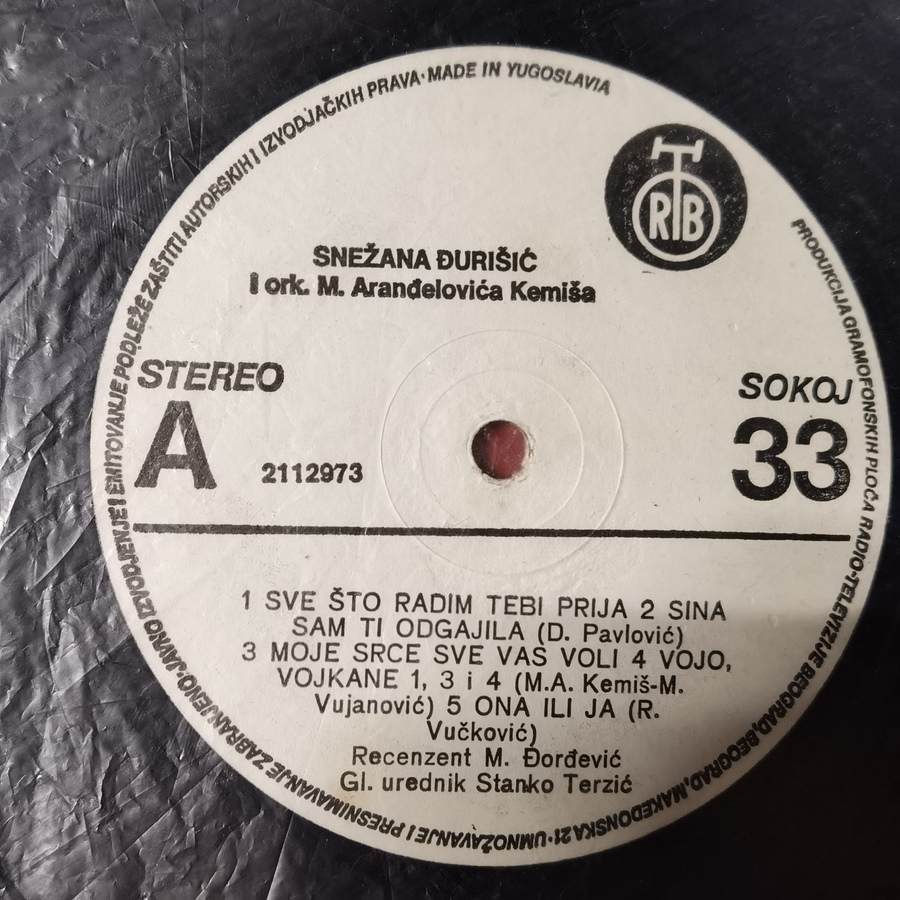 UMNOŽAVANJE I PRESNIMAVANJE ZABRANJENO·JAVNO IZVODJENJE I EMITOVANJE PODLEŽE ZAŠTITI AUTORSKIH I IZVODJAČKIH PRAVA·MADE IN YUGOSLAVIA
PRODUKCIJA GRAMOFONSKIH PLOČA RADIO-TELEVIZIJE BEOGRAD, BEOGRAD, MAKEDONSKA 21·
RTB
SNEŽANA ĐURIŠIĆ
I ork. M. Aranđelovića Kemiša
STEREO
SOKOJ
A
2112973
33
1 SVE ŠTO RADIM TEBI PRIJA 2 SINA
SAM TI ODGAJILA (D. Pavlović)
3 MOJE SRCE SVE VAS VOLI 4 VOJO,
VOJKANE 1, 3 i 4 (M.A. Kemiš-M.
Vujanović) 5 ONA ILI JA (R.
Vučković)
Recenzent M. Đorđević
Gl. urednik Stanko Terzić